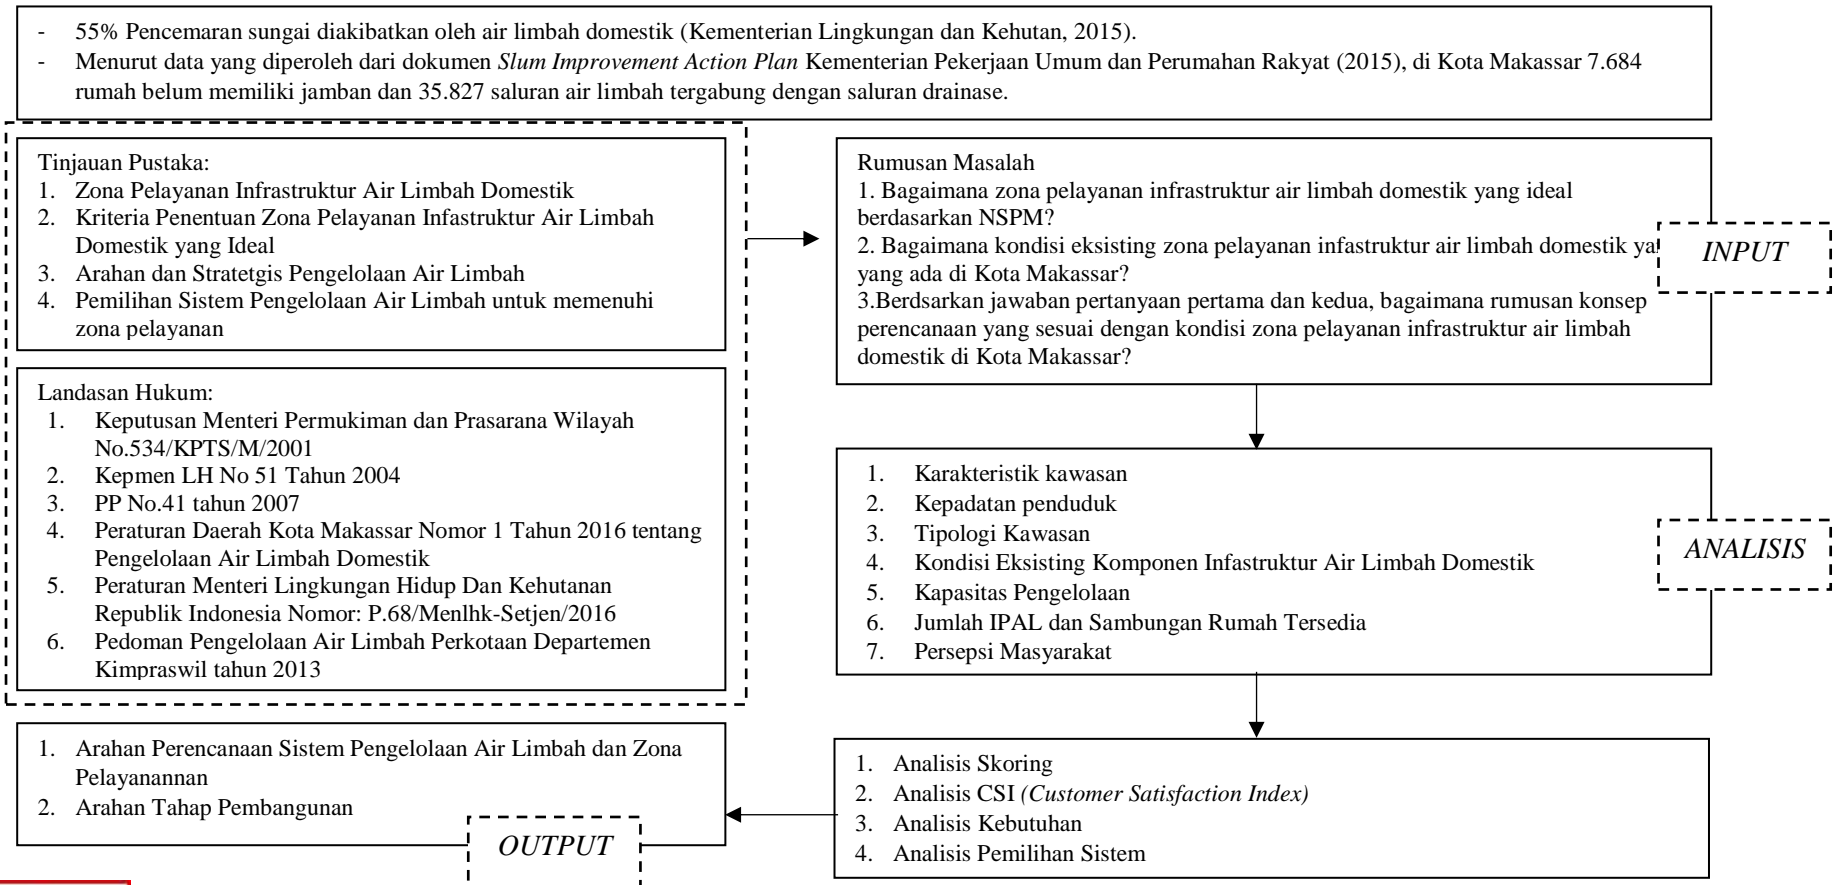 - 55% Pencemaran sungai diakibatkan oleh air limbah domestik (Kementerian Lingkungan dan Kehutan, 2015).
- Menurut data yang diperoleh dari dokumen Slum Improvement Action Plan Kementerian Pekerjaan Umum dan Perumahan Rakyat (2015), di Kota Makassar 7.684
rumah belum memiliki jamban dan 35.827 saluran air limbah tergabung dengan saluran drainase.
Tinjauan Pustaka:
1. Zona Pelayanan Infrastruktur Air Limbah Domestik
2. Kriteria Penentuan Zona Pelayanan Infastruktur Air Limbah
Domestik yang Ideal
3. Arahan dan Stratetgis Pengelolaan Air Limbah
4. Pemilihan Sistem Pengelolaan Air Limbah untuk memenuhi
zona pelayanan
Landasan Hukum:
1. Keputusan Menteri Permukiman dan Prasarana Wilayah
No.534/KPTS/M/2001
2. Kepmen LH No 51 Tahun 2004
3. PP No.41 tahun 2007
4. Peraturan Daerah Kota Makassar Nomor 1 Tahun 2016 tentang
Pengelolaan Air Limbah Domestik
5. Peraturan Menteri Lingkungan Hidup Dan Kehutanan
Republik Indonesia Nomor: P.68/Menlhk-Setjen/2016
6. Pedoman Pengelolaan Air Limbah Perkotaan Departemen
Kimpraswil tahun 2013
Rumusan Masalah
1. Bagaimana zona pelayanan infrastruktur air limbah domestik yang ideal
berdasarkan NSPM?
2. Bagaimana kondisi eksisting zona pelayanan infastruktur air limbah domestik ya
yang ada di Kota Makassar?
3.Berdsarkan jawaban pertanyaan pertama dan kedua, bagaimana rumusan konsep
perencanaan yang sesuai dengan kondisi zona pelayanan infrastruktur air limbah
domestik di Kota Makassar?
INPUT
1. Karakteristik kawasan
2. Kepadatan penduduk
3. Tipologi Kawasan
4. Kondisi Eksisting Komponen Infastruktur Air Limbah Domestik
5. Kapasitas Pengelolaan
6. Jumlah IPAL dan Sambungan Rumah Tersedia
7. Persepsi Masyarakat
ANALISIS
1. Analisis Skoring
2. Analisis CSI (Customer Satisfaction Index)
3. Analisis Kebutuhan
4. Analisis Pemilihan Sistem
1. Arahan Perencanaan Sistem Pengelolaan Air Limbah dan Zona
Pelayanannan
2. Arahan Tahap Pembangunan
OUTPUT